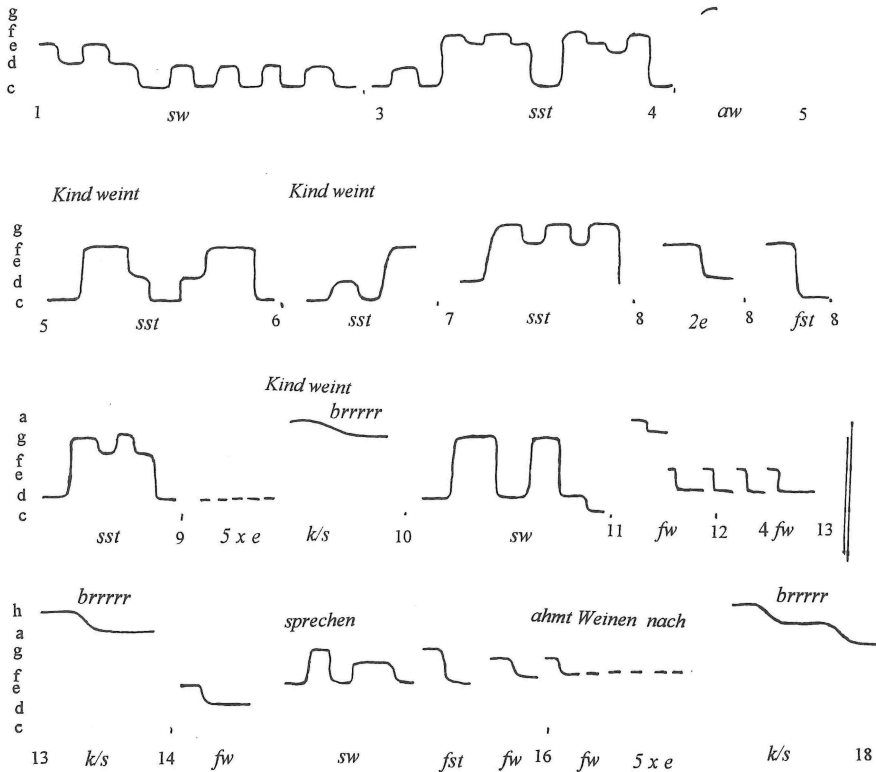 g
f
e
d
c
1 sw 3 sst 4 aw 5
Kind weint Kind weint
g
f
e
d
c
5 sst 6 sst 7 sst 8 2e 8 fst 8
Kind weint
a brrrrr
g
f
e
d
c
sst 9 5 x e k/s 10 sw 11 fw 12 4 fw 13
h brrrrr brrrrr
a sprechen ahmt Weinen nach
g
f
e
d
c
13 k/s 14 fw sw fst fw 16 fw 5 x e k/s 18